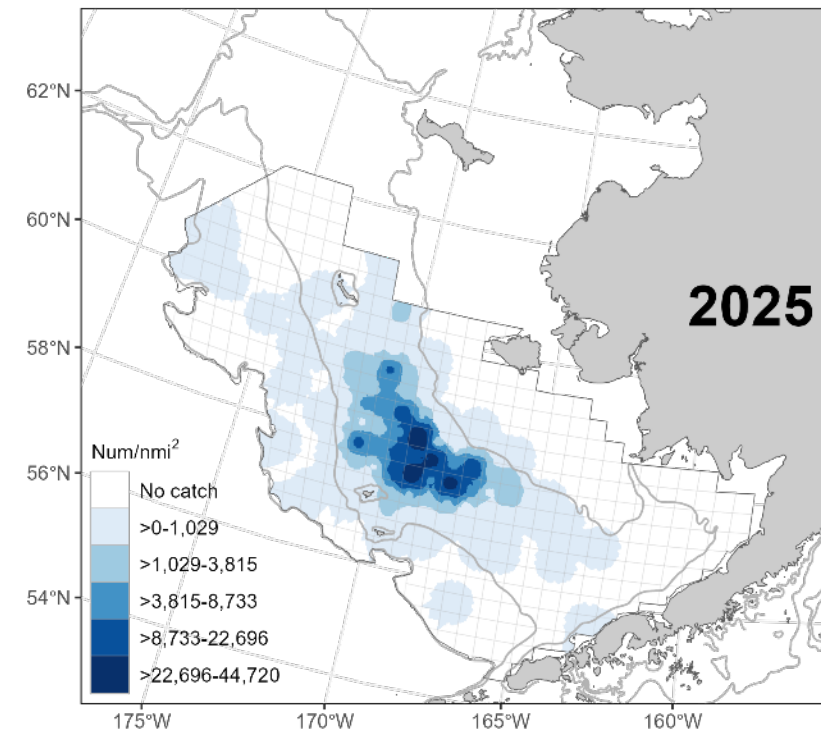 62°N
60°N
58°N
56°N
54°N
2025
Num/nmi²
No catch
>0-1,029
>1,029-3,815
>3,815-8,733
>8,733-22,696
>22,696-44,720
175°W
170°W
165°W
160°W